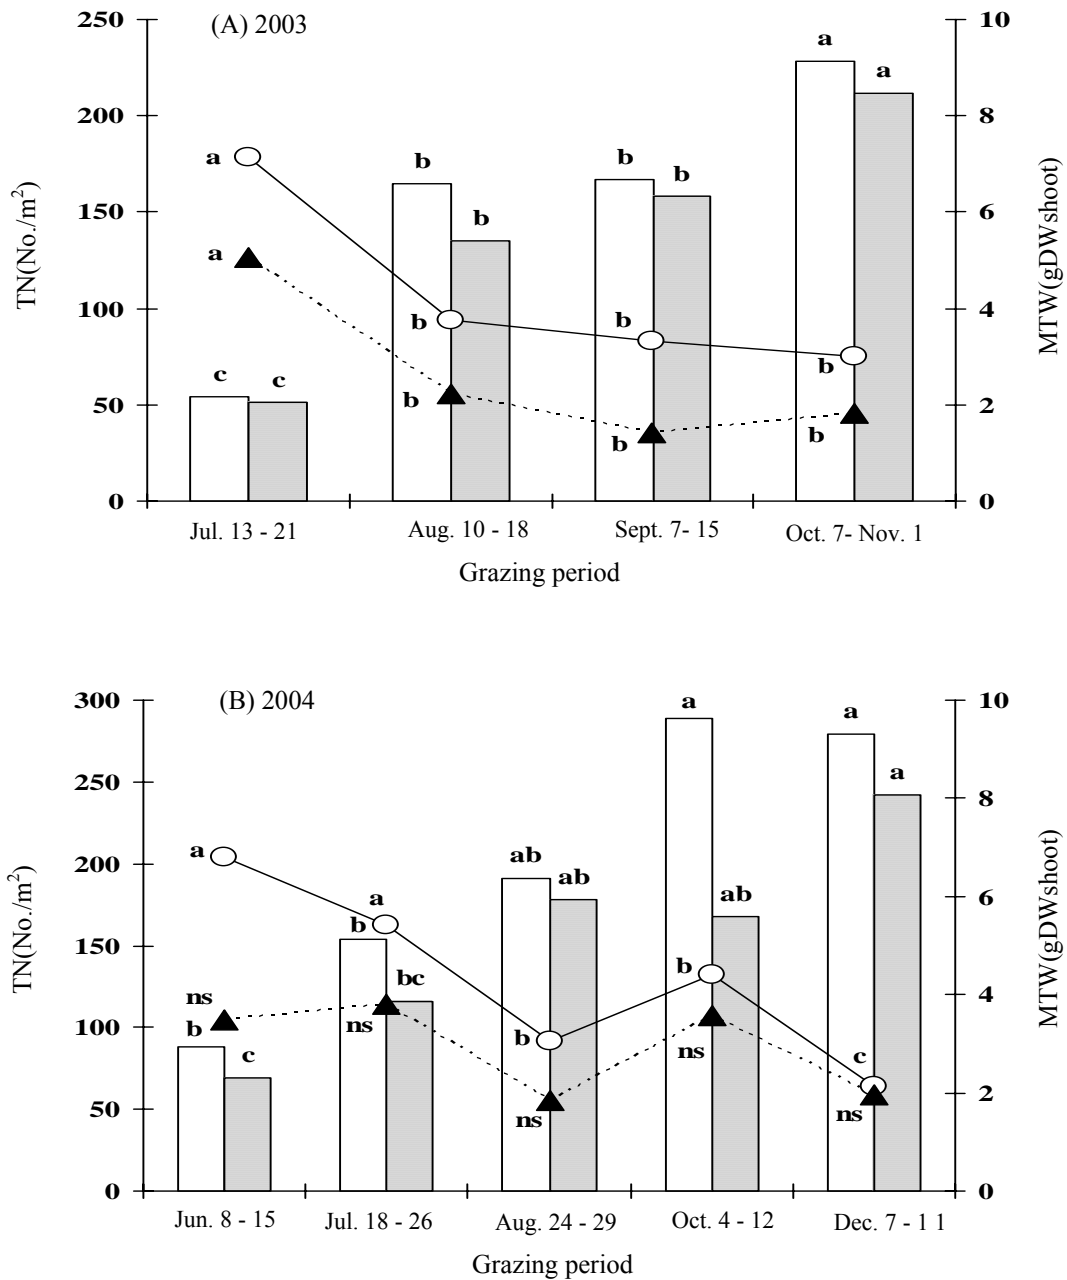 (A) 2003
250
200
150
100
50
0
TN(No./m²)
10
8
6
4
2
0
MTW(gDWshoot)
a
a
b
b
b
b
a
a
b
b
b
c
c
b
b
b
Jul. 13 - 21
Aug. 10 - 18
Sept. 7- 15
Oct. 7- Nov. 1
Grazing period
(B) 2004
300
250
200
150
100
50
0
TN(No./m²)
10
8
6
4
2
0
MTW(gDWshoot)
a
a
a
ab
ab
ab
a
a
b
bc
b
b
ns
ns
ns
b
c
c
ns
ns
Jun. 8 - 15
Jul. 18 - 26
Aug. 24 - 29
Oct. 4 - 12
Dec. 7 - 1 1
Grazing period